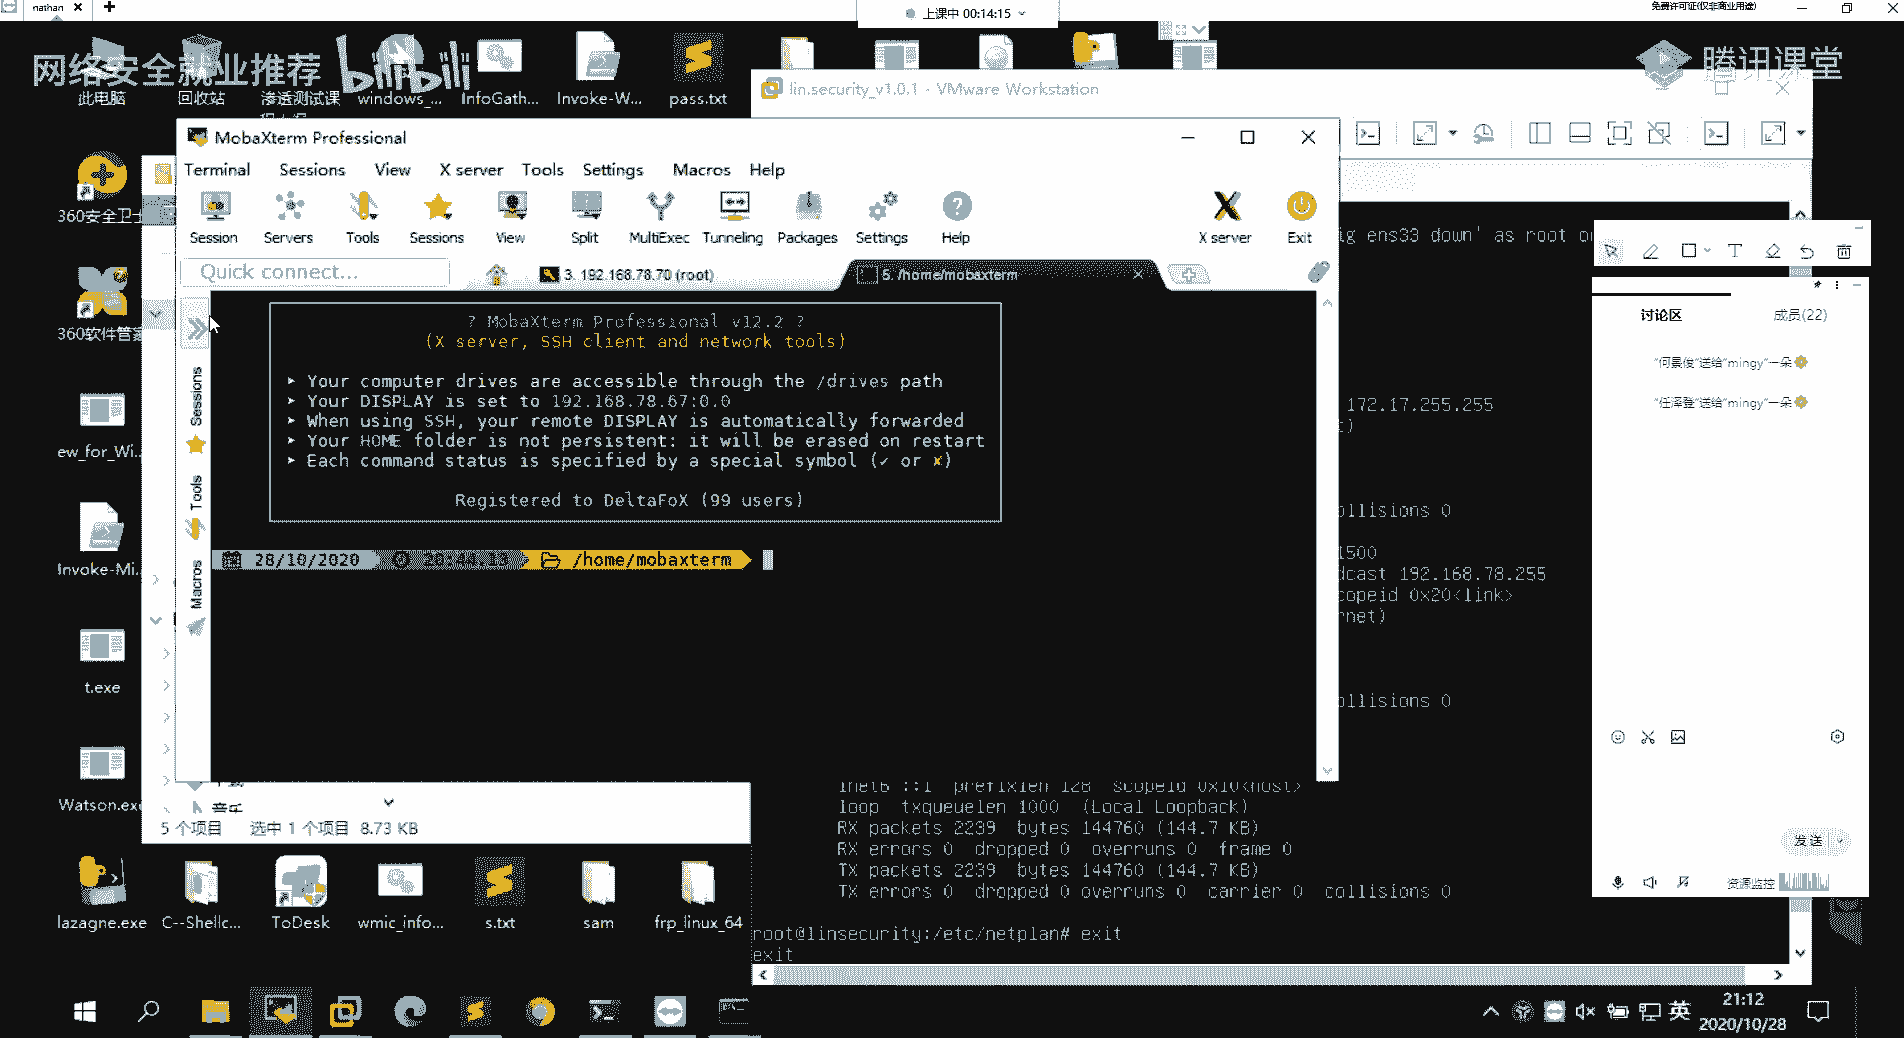 nathan
上课中 00:14:15
免费许可证(仅非商业用途)
网络安全就业推荐
bilibili
腾讯课堂
此电脑
回收站
渗透测试课
windows_...
InfoGath...
Invoke-W...
pass.txt
lin.security_v1.0.1 - VMware Workstation
MobaXterm Professional
Terminal
Sessions
View
X server
Tools
Settings
Macros
Help
360安全卫士
Session
Servers
Tools
Sessions
View
Split
MultiExec
Tunneling
Packages
Settings
Help
X server
Exit
ig ens33 down' as root o
Quick connect...
3. 192.168.78.70 (root)
5. /home/mobaxterm
? MobaXterm Professional v12.2 ?
(X server, SSH client and network tools)
➤ Your computer drives are accessible through the /drives path
➤ Your DISPLAY is set to 192.168.78.67:0.0
➤ When using SSH, your remote DISPLAY is automatically forwarded
➤ Your HOME folder is not persistent: it will be erased on restart
➤ Each command status is specified by a special symbol (✓ or ✗)
Registered to DeltaFoX (99 users)
28/10/2020
/home/mobaxterm
Sessions
Tools
Macros
360软件管家
ew_for_Wi...
Invoke-Mi...
t.exe
Watson.exe
讨论区
成员(22)
"何景俊"送给"mingy"一朵
"任泽登"送给"mingy"一朵
172.17.255.255
ollisions 0
1500
dcast 192.168.78.255
copeid 0x20<link>
rnet)
ollisions 0
inet6 ::1 prefixlen 128 scopeid 0x10<host>
loop txqueuelen 1000 (Local Loopback)
RX packets 2239 bytes 144760 (144.7 KB)
RX errors 0 dropped 0 overruns 0 frame 0
TX packets 2239 bytes 144760 (144.7 KB)
TX errors 0 dropped 0 overruns 0 carrier 0 collisions 0
root@linsecurity:/etc/netplan# exit
exit
音乐
5 个项目
选中 1 个项目 8.73 KB
发送
资源监控
lazagne.exe
C--Shellc...
ToDesk
wmic_info...
s.txt
sam
frp_linux_64
英
21:12
2020/10/28